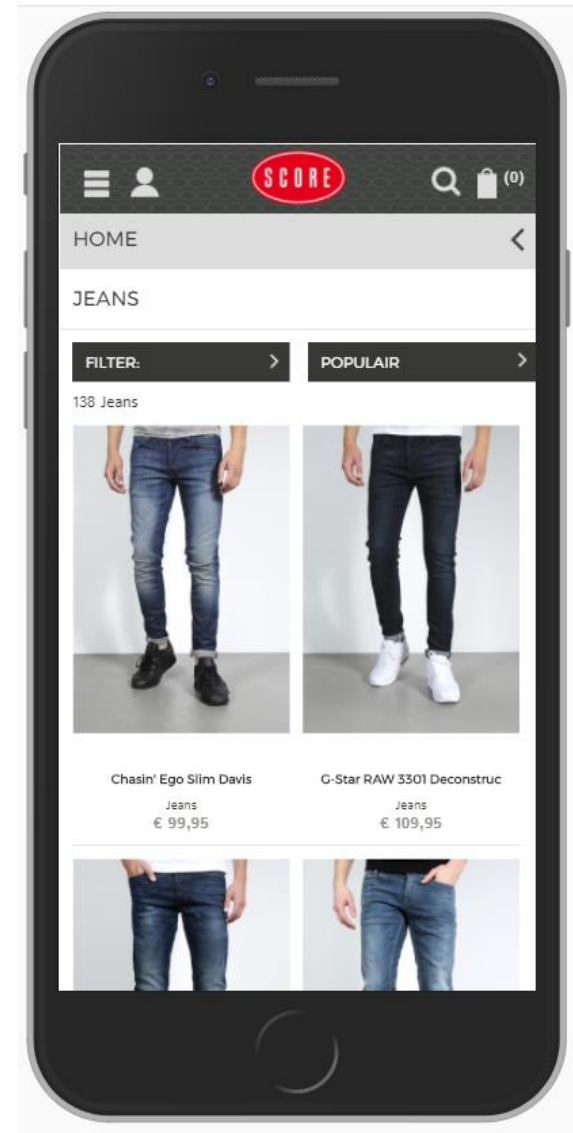 SCORE
(0)
HOME
JEANS
FILTER:
POPULAIR
138 Jeans
Chasin' Ego Slim Davis
Jeans
€ 99,95
G-Star RAW 3301 Deconstruc
Jeans
€ 109,95